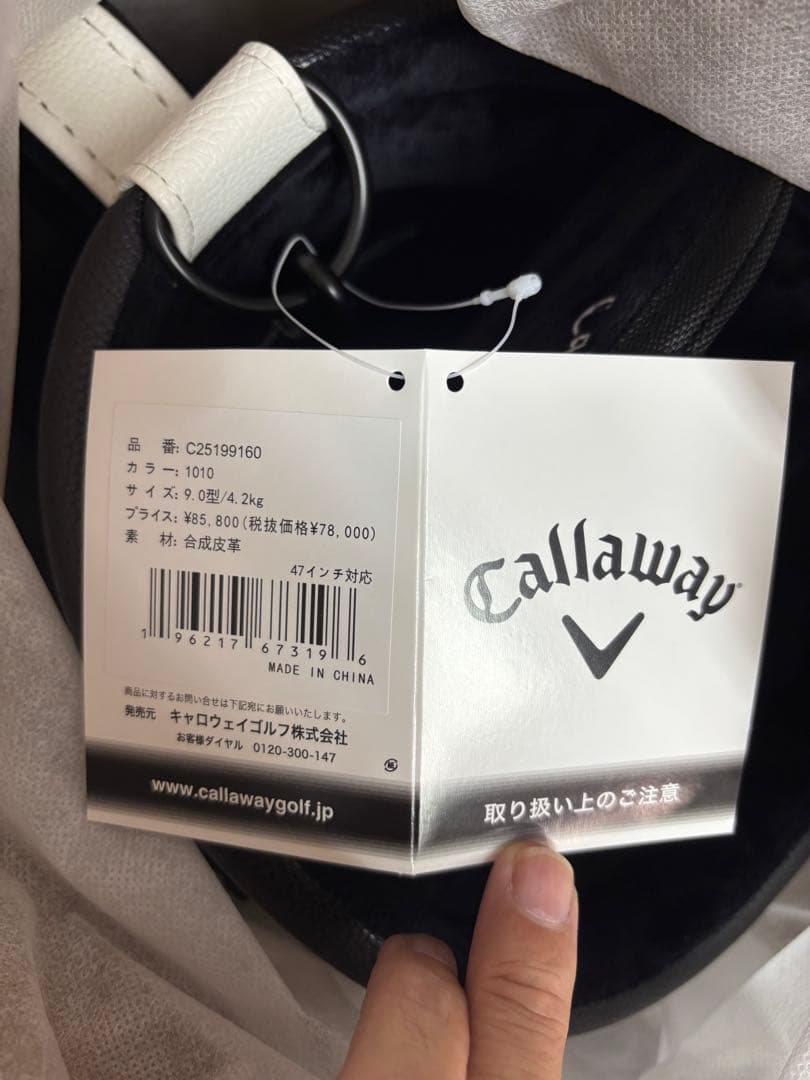 品 番: C25199160
カラー: 1010
サイズ: 9.0型/4.2kg
プライス: ¥85,800(税抜価格¥78,000)
素 材: 合成皮革
47インチ対応
1 96217 67319 6
MADE IN CHINA
商品に対するお問い合せは下記宛にお願いいたします。
発売元 キャロウェイゴルフ株式会社
お客様ダイヤル 0120-300-147
www.callawaygolf.jp
Callaway
取り扱い上のご注意